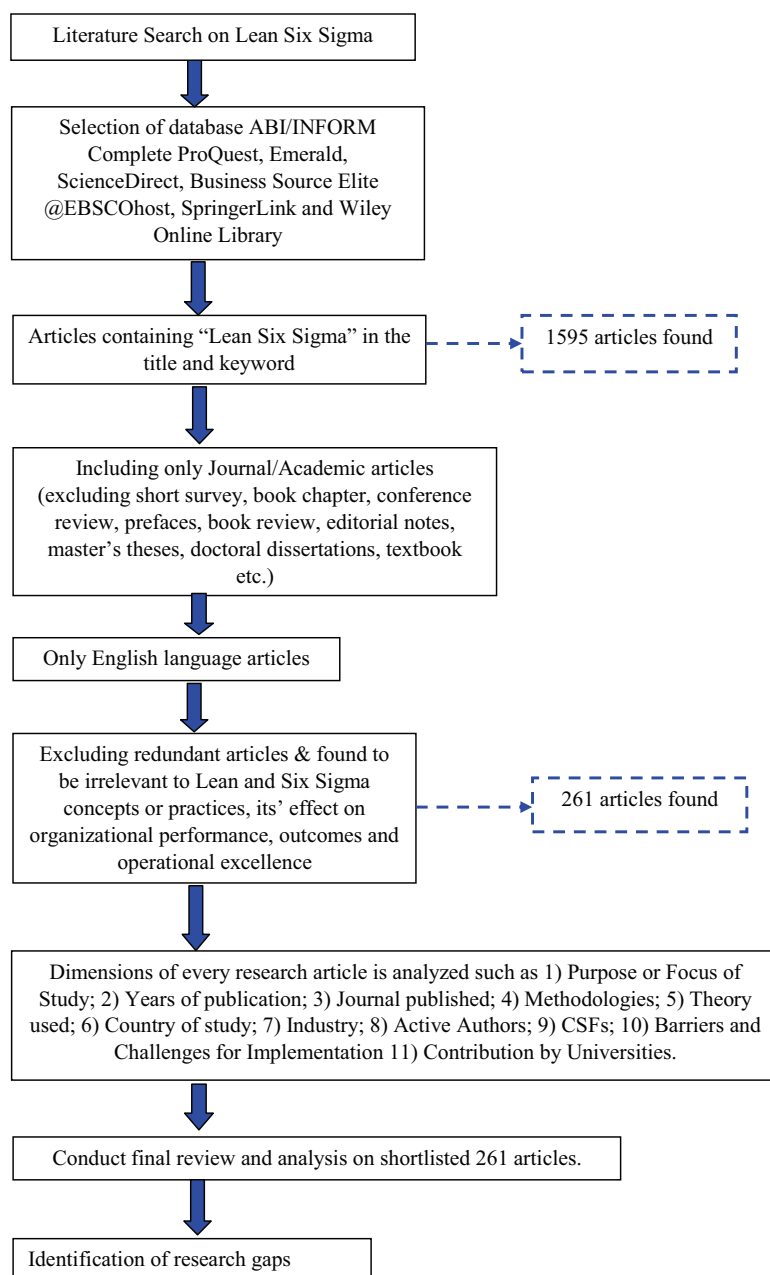 Literature Search on Lean Six Sigma
Selection of database ABI/INFORM
Complete ProQuest, Emerald,
ScienceDirect, Business Source Elite
@EBSCOhost, SpringerLink and Wiley
Online Library
Articles containing “Lean Six Sigma” in the
title and keyword
1595 articles found
Including only Journal/Academic articles
(excluding short survey, book chapter, conference
review, prefaces, book review, editorial notes,
master’s theses, doctoral dissertations, textbook
etc.)
Only English language articles
Excluding redundant articles & found to
be irrelevant to Lean and Six Sigma
concepts or practices, its’ effect on
organizational performance, outcomes and
operational excellence
261 articles found
Dimensions of every research article is analyzed such as 1) Purpose or Focus of
Study; 2) Years of publication; 3) Journal published; 4) Methodologies; 5) Theory
used; 6) Country of study; 7) Industry; 8) Active Authors; 9) CSFs; 10) Barriers and
Challenges for Implementation 11) Contribution by Universities.
Conduct final review and analysis on shortlisted 261 articles.
Identification of research gaps